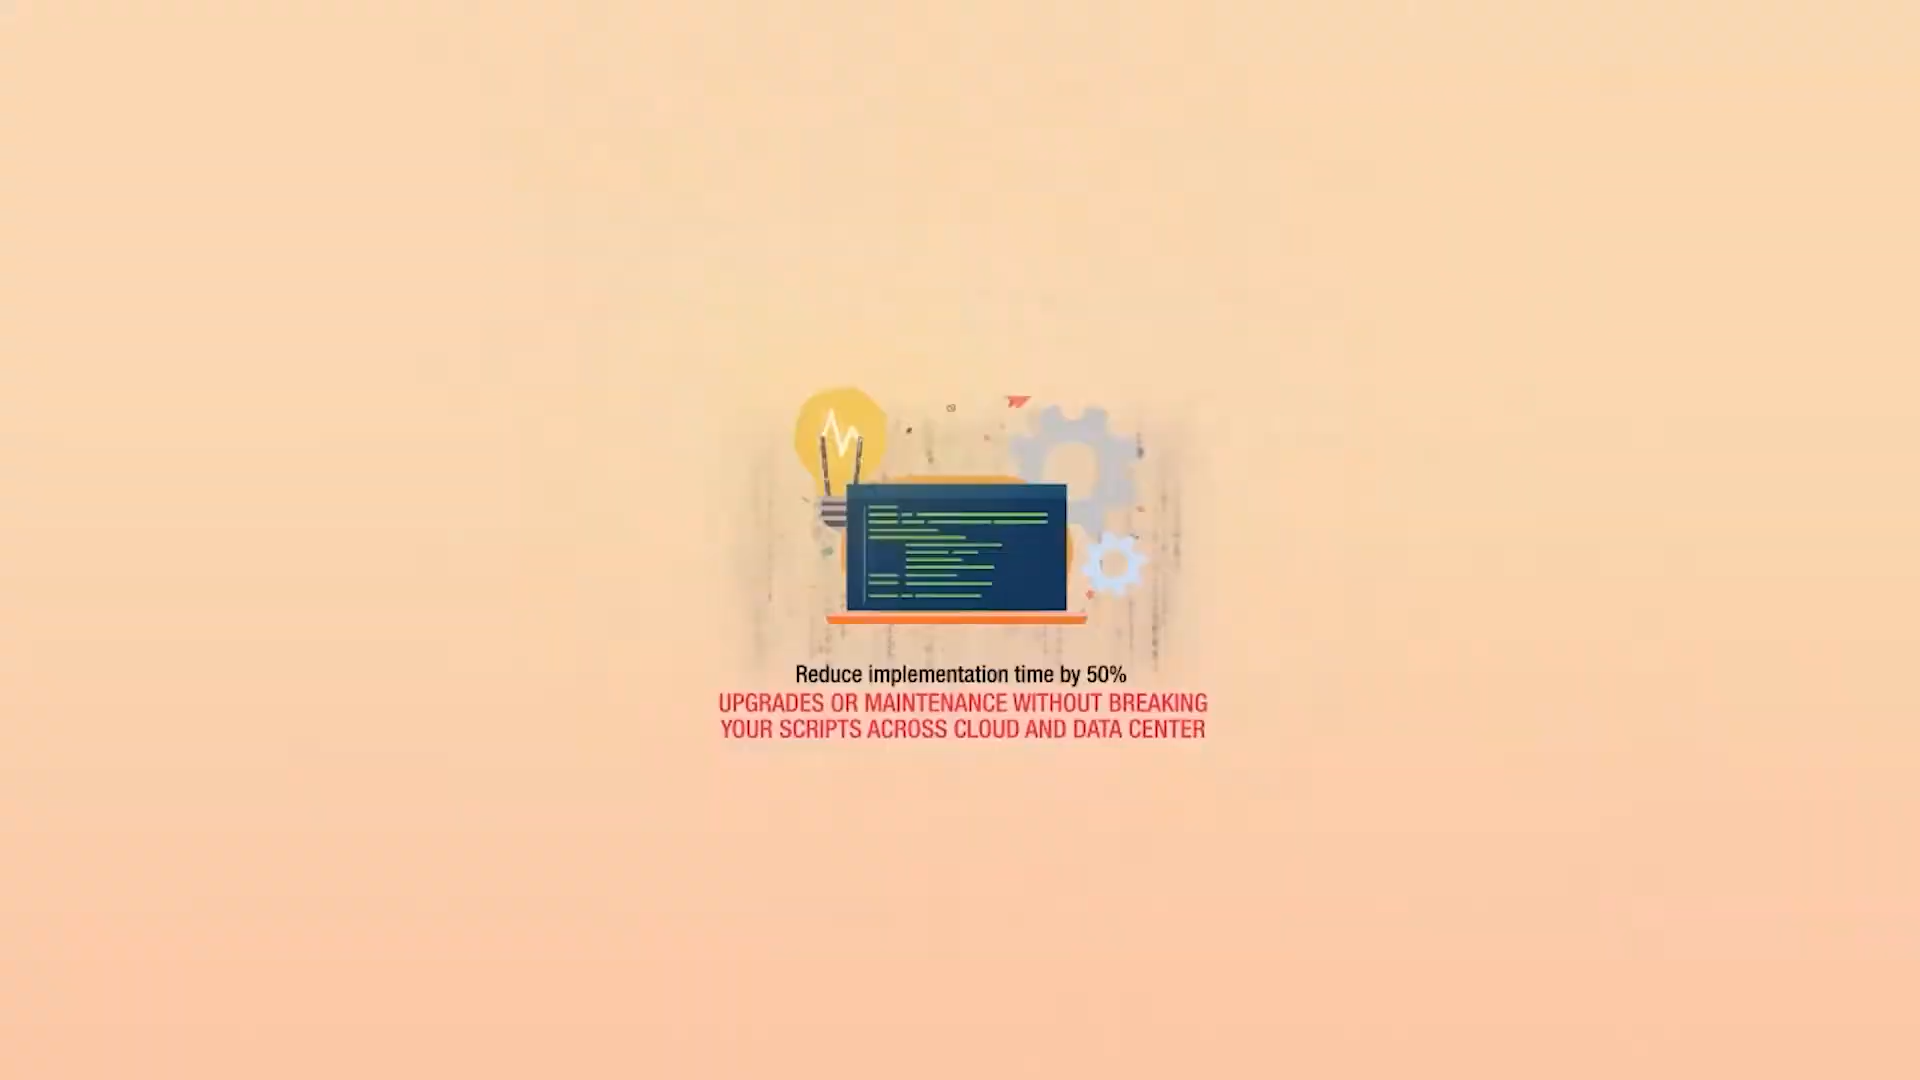 Reduce implementation time by 50%
UPGRADES OR MAINTENANCE WITHOUT BREAKING
YOUR SCRIPTS ACROSS CLOUD AND DATA CENTER